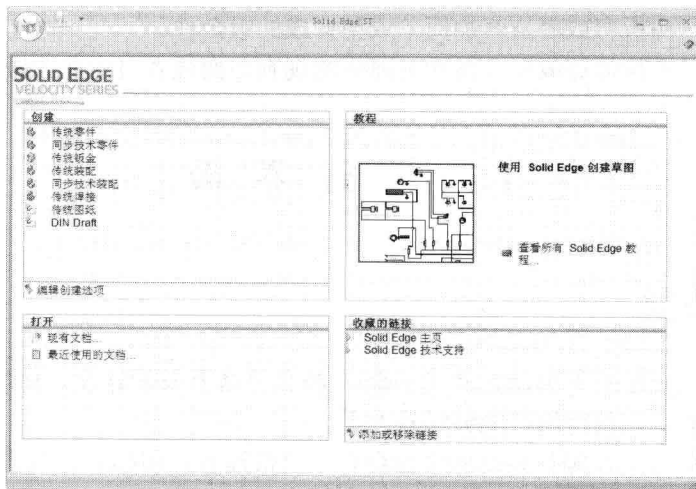 Solid Edge ST
SOLID EDGE
VELOCITY SERIES
创建
传统零件
同步技术零件
传统钣金
传统装配
同步技术装配
传统焊接
传统图纸
DIN Draft
编辑创建选项
教程
使用 Solid Edge 创建草图
查看所有 Solid Edge 教
程...
打开
现有文档...
最近使用的文档...
收藏的链接
Solid Edge 主页
Solid Edge 技术支持
添加或移除链接